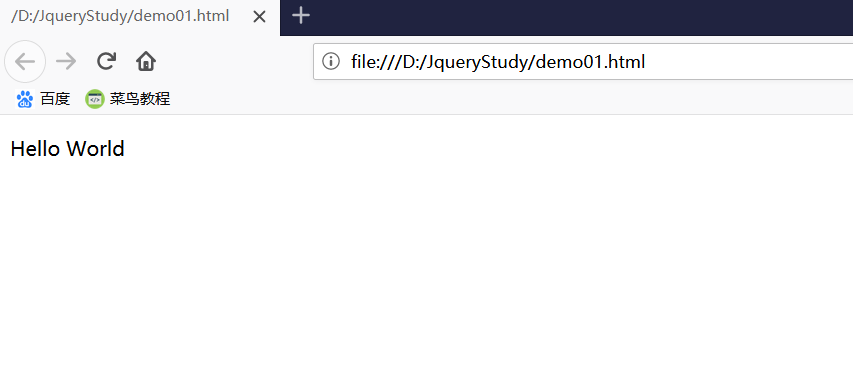 /D:/JqueryStudy/demo01.html
file:///D:/JqueryStudy/demo01.html
百度 菜鸟教程
Hello World